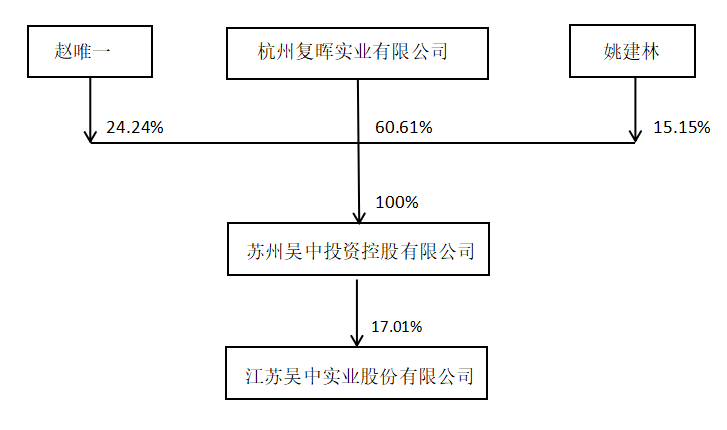 赵唯一
杭州复晖实业有限公司
姚建林
24.24%
60.61%
15.15%
100%
苏州吴中投资控股有限公司
17.01%
江苏吴中实业股份有限公司